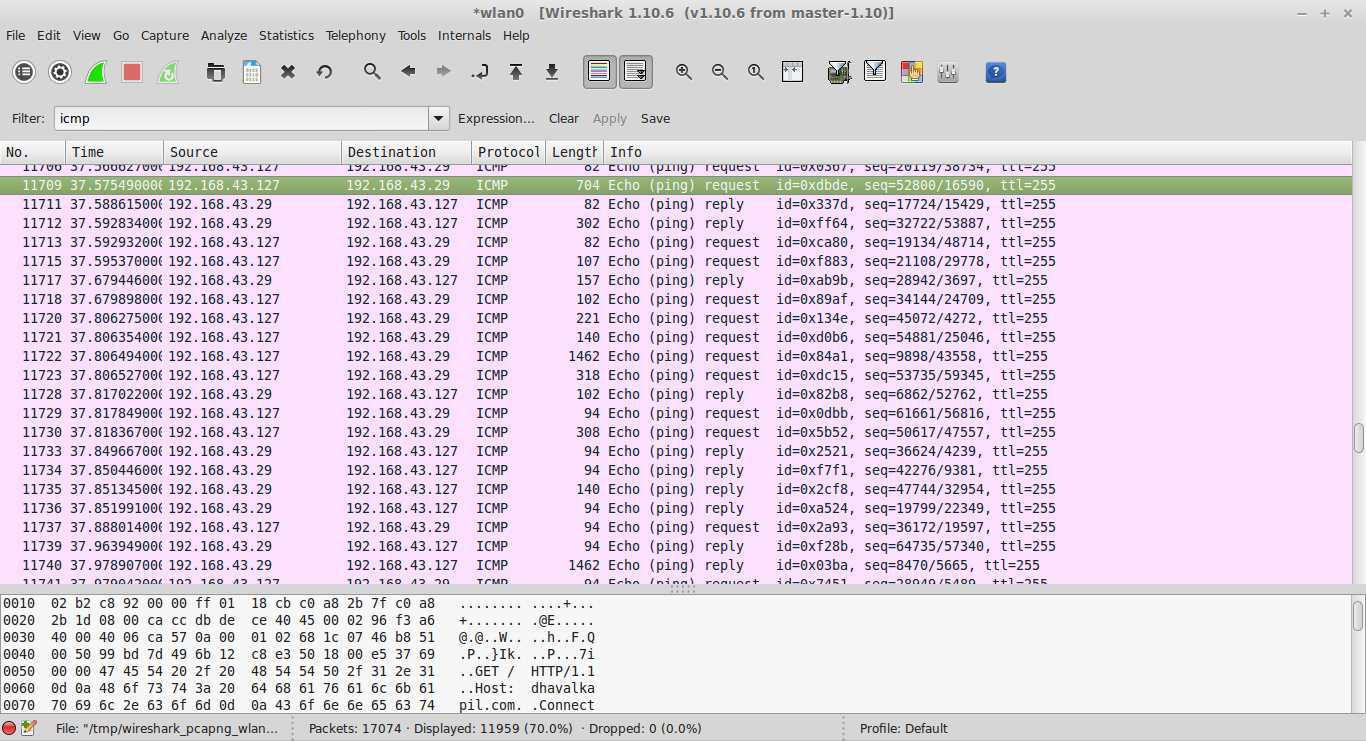 *wlan0 [Wireshark 1.10.6 (v1.10.6 from master-1.10)]
File Edit View Go Capture Analyze Statistics Telephony Tools Internals Help
Filter: icmp Expression... Clear Apply Save
No. Time Source Destination Protocol Length Info
11706 37.566627000 192.168.43.127 192.168.43.29 ICMP 82 Echo (ping) request id=0x0367, seq=20119/38734, ttl=255
11709 37.575490000 192.168.43.127 192.168.43.29 ICMP 704 Echo (ping) request id=0xdbde, seq=52800/16590, ttl=255
11711 37.588615000 192.168.43.29 192.168.43.127 ICMP 82 Echo (ping) reply id=0x337d, seq=17724/15429, ttl=255
11712 37.592834000 192.168.43.29 192.168.43.127 ICMP 302 Echo (ping) reply id=0xff64, seq=32722/53887, ttl=255
11713 37.592932000 192.168.43.127 192.168.43.29 ICMP 82 Echo (ping) request id=0xca80, seq=19134/48714, ttl=255
11715 37.595370000 192.168.43.127 192.168.43.29 ICMP 107 Echo (ping) request id=0xf883, seq=21108/29778, ttl=255
11717 37.679446000 192.168.43.29 192.168.43.127 ICMP 157 Echo (ping) reply id=0xab9b, seq=28942/3697, ttl=255
11718 37.679898000 192.168.43.127 192.168.43.29 ICMP 102 Echo (ping) request id=0x89af, seq=34144/24709, ttl=255
11720 37.806275000 192.168.43.127 192.168.43.29 ICMP 221 Echo (ping) request id=0x134e, seq=45072/4272, ttl=255
11721 37.806354000 192.168.43.127 192.168.43.29 ICMP 140 Echo (ping) request id=0xd0b6, seq=54881/25046, ttl=255
11722 37.806494000 192.168.43.127 192.168.43.29 ICMP 1462 Echo (ping) request id=0x84a1, seq=9898/43558, ttl=255
11723 37.806527000 192.168.43.127 192.168.43.29 ICMP 318 Echo (ping) request id=0xdc15, seq=53735/59345, ttl=255
11728 37.817022000 192.168.43.29 192.168.43.127 ICMP 102 Echo (ping) reply id=0x82b8, seq=6862/52762, ttl=255
11729 37.817849000 192.168.43.127 192.168.43.29 ICMP 94 Echo (ping) request id=0x0dbb, seq=61661/56816, ttl=255
11730 37.818367000 192.168.43.127 192.168.43.29 ICMP 308 Echo (ping) request id=0x5b52, seq=50617/47557, ttl=255
11733 37.849667000 192.168.43.29 192.168.43.127 ICMP 94 Echo (ping) reply id=0x2521, seq=36624/4239, ttl=255
11734 37.850446000 192.168.43.29 192.168.43.127 ICMP 94 Echo (ping) reply id=0xf7f1, seq=42276/9381, ttl=255
11735 37.851345000 192.168.43.29 192.168.43.127 ICMP 140 Echo (ping) reply id=0x2cf8, seq=47744/32954, ttl=255
11736 37.851991000 192.168.43.29 192.168.43.127 ICMP 94 Echo (ping) reply id=0xa524, seq=19799/22349, ttl=255
11737 37.888014000 192.168.43.127 192.168.43.29 ICMP 94 Echo (ping) request id=0x2a93, seq=36172/19597, ttl=255
11739 37.963949000 192.168.43.29 192.168.43.127 ICMP 94 Echo (ping) reply id=0xf28b, seq=64735/57340, ttl=255
11740 37.978907000 192.168.43.29 192.168.43.127 ICMP 1462 Echo (ping) reply id=0x03ba, seq=8470/5665, ttl=255
11741 37.979042000 192.168.43.127 192.168.43.29 ICMP 94 Echo (ping) request id=0x7451, seq=28949/5489, ttl=255
0010 02 b2 c8 92 00 00 ff 01 18 cb c0 a8 2b 7f c0 a8 ........ ....+...
0020 2b 1d 08 00 ca cc db de ce 40 45 00 02 96 f3 a6 +....... .@E.....
0030 40 00 40 06 ca 57 0a 00 01 02 68 1c 07 46 b8 51 @.@..W.. ..h..F.Q
0040 00 50 99 bd 7d 49 6b 12 c8 e3 50 18 00 e5 37 69 .P..}Ik. ..P...7i
0050 00 00 47 45 54 20 2f 20 48 54 54 50 2f 31 2e 31 ..GET / HTTP/1.1
0060 0d 0a 48 6f 73 74 3a 20 64 68 61 76 61 6c 6b 61 ..Host: dhavalka
0070 70 69 6c 2e 63 6f 6d 0d 0a 43 6f 6e 6e 65 63 74 pil.com. .Connect
File: "/tmp/wireshark_pcapng_wlan... Packets: 17074 · Displayed: 11959 (70.0%) · Dropped: 0 (0.0%) Profile: Default